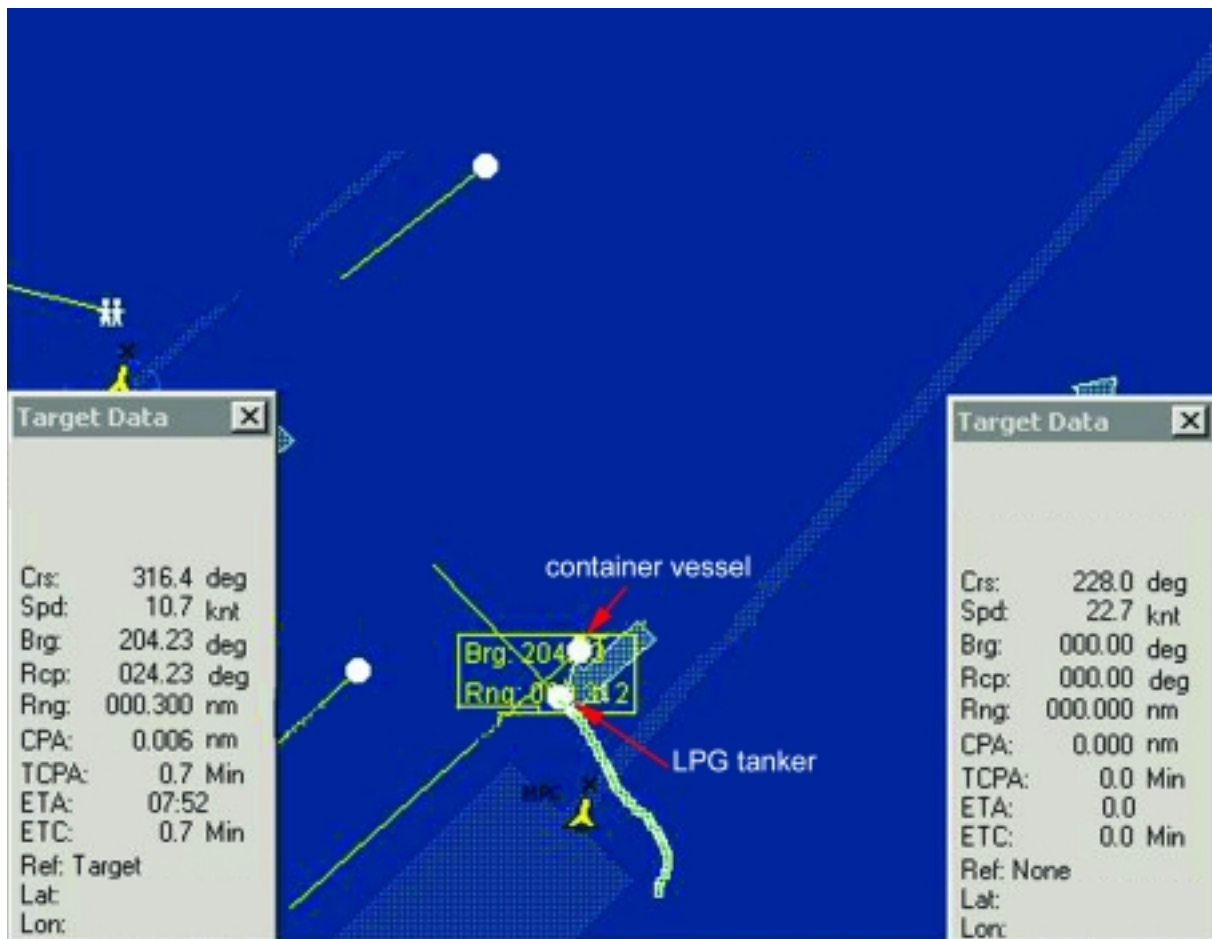 container vessel
Brg: 204.
Rng:
LPG tanker
MPC
Target Data
Crs: 316.4 deg
Spd: 10.7 knt
Brg: 204.23 deg
Rcp: 024.23 deg
Rng: 000.300 nm
CPA: 0.006 nm
TCPA: 0.7 Min
ETA: 07:52
ETC: 0.7 Min
Ref: Target
Lat:
Lon:
Target Data
Crs: 228.0 deg
Spd: 22.7 knt
Brg: 000.00 deg
Rcp: 000.00 deg
Rng: 000.000 nm
CPA: 0.000 nm
TCPA: 0.0 Min
ETA: 0.0
ETC: 0.0 Min
Ref: None
Lat:
Lon: